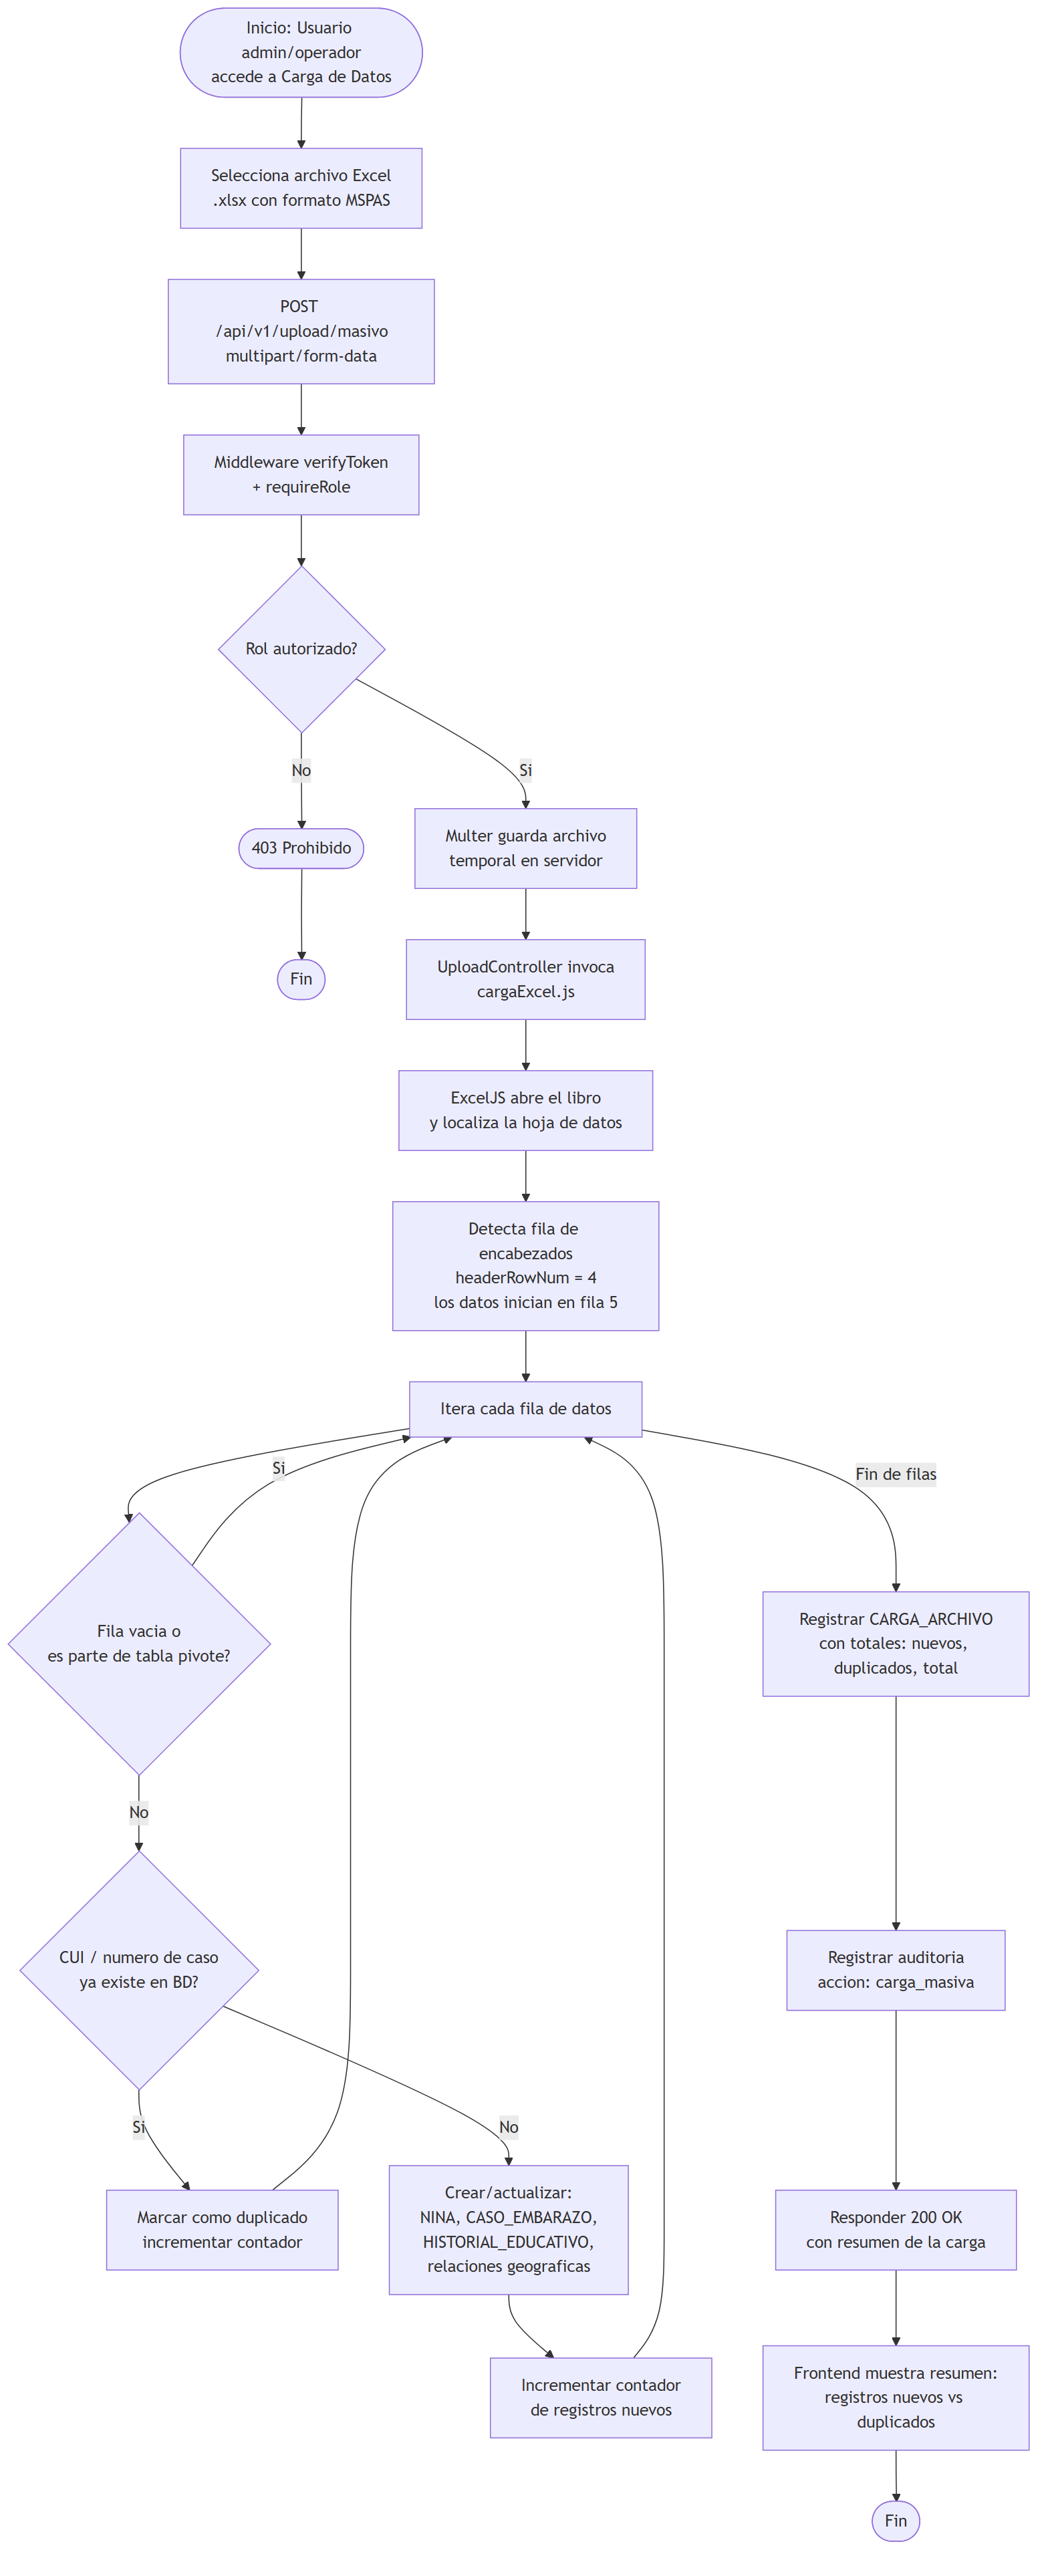 Inicio: Usuario
admin/operador
accede a Carga de Datos
Selecciona archivo Excel
.xlsx con formato MSPAS
POST
/api/v1/upload/masivo
multipart/form-data
Middleware verifyToken
+ requireRole
Rol autorizado?
No
Si
403 Prohibido
Multer guarda archivo
temporal en servidor
Fin
UploadController invoca
cargaExcel.js
ExcelJS abre el libro
y localiza la hoja de datos
Detecta fila de
encabezados
headerRowNum = 4
los datos inician en fila 5
Itera cada fila de datos
Si
Fin de filas
Fila vacia o
es parte de tabla pivote?
Registrar CARGA_ARCHIVO
con totales: nuevos,
duplicados, total
No
CUI / numero de caso
ya existe en BD?
Registrar auditoria
accion: carga_masiva
Si
No
Marcar como duplicado
incrementar contador
Crear/actualizar:
NINA, CASO_EMBARAZO,
HISTORIAL_EDUCATIVO,
relaciones geograficas
Responder 200 OK
con resumen de la carga
Incrementar contador
de registros nuevos
Frontend muestra resumen:
registros nuevos vs
duplicados
Fin